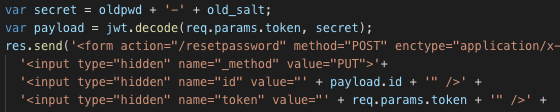 var secret = oldpwd + '-' + old_salt;
var payload = jwt.decode(req.params.token, secret);
res.send('<form action="/resetpassword" method="POST" enctype="application/x-
'<input type="hidden" name="_method" value="PUT">'+
'<input type="hidden" name="id" value="' + payload.id + '" />' +
'<input type="hidden" name="token" value="' + req.params.token + '" />' +